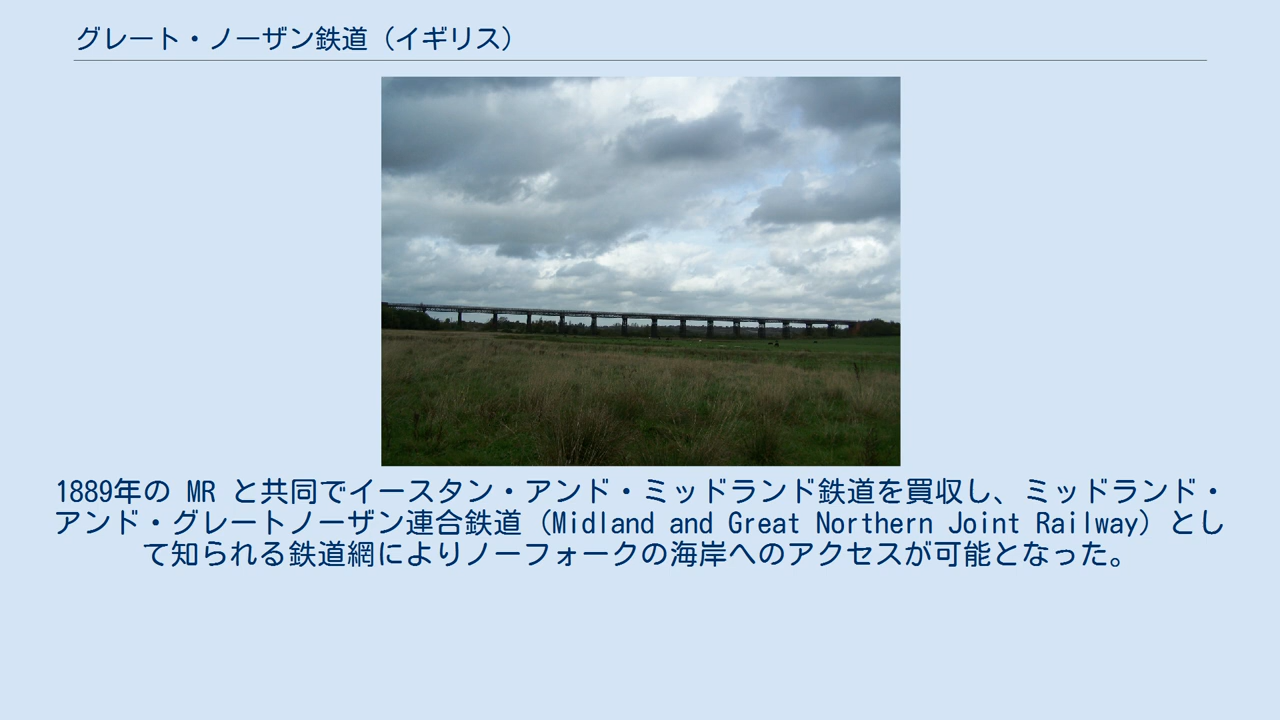 グレート・ノーザン鉄道（イギリス）
1889年の MR と共同でイースタン・アンド・ミッドランド鉄道を買収し、ミッドランド・
アンド・グレートノーザン連合鉄道（Midland and Great Northern Joint Railway）とし
て知られる鉄道網によりノーフォークの海岸へのアクセスが可能となった。